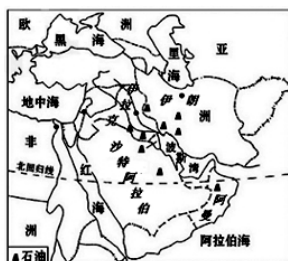 欧
黑
海
洲
里
海
亚
地中海
伊
拉
克
伊
朗
洲
非
北回归线
红
海
沙
特
阿
拉
伯
波
斯
湾
阿
曼
洲
阿拉伯海
石油